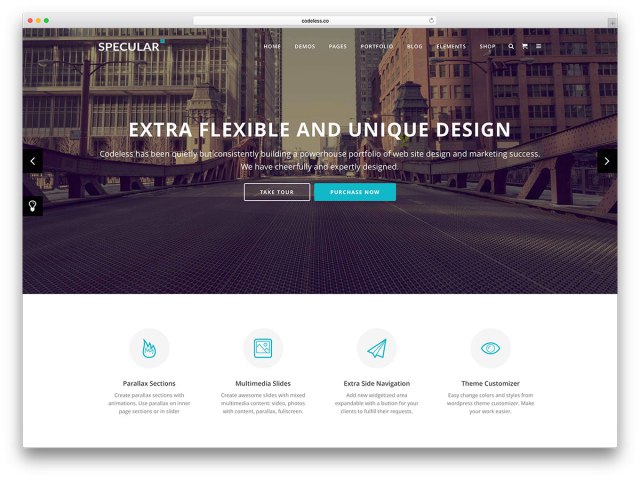 codeless.co
SPECULAR
HOME DEMOS PAGES PORTFOLIO BLOG ELEMENTS SHOP
EXTRA FLEXIBLE AND UNIQUE DESIGN
Codeless has been quietly but consistently building a powerhouse portfolio of web site design and marketing success.
We have cheerfully and expertly designed.
TAKE TOUR PURCHASE NOW
Parallax Sections
Create parallax sections with
animations. Use parallax on inner
page sections or in slider
Multimedia Slides
Create awesome slides with mixed
multimedia content: video, photos
with content, parallax, fullscreen.
Extra Side Navigation
Add new widgetized area
expandable with a button for your
clients to fulfill their requests.
Theme Customizer
Easy change colors and styles from
wordpress theme customizer. Make
your work easier.